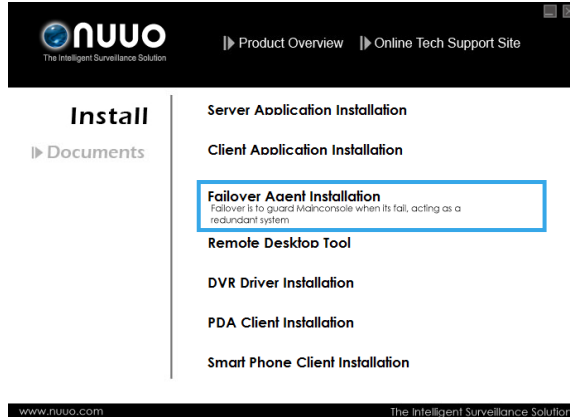 nuuo
The Intelligent Surveillance Solution
Product Overview
Online Tech Support Site
Install
Documents
Server Application Installation
Client Application Installation
Failover Agent Installation
Failover is to guard Mainconsole when its fail, acting as a
redundant system
Remote Desktop Tool
DVR Driver Installation
PDA Client Installation
Smart Phone Client Installation
www.nuuo.com
The Intelligent Surveillance Solution